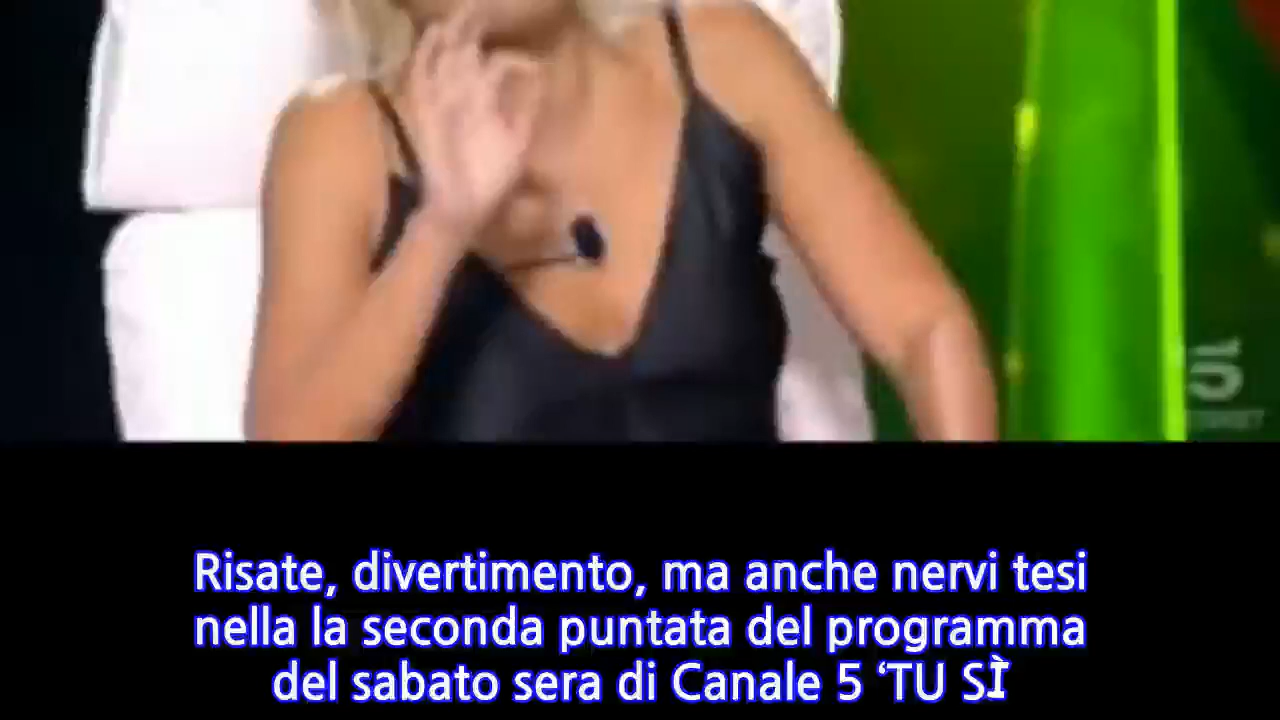 5
Risate, divertimento, ma anche nervi tesi
nella la seconda puntata del programma
del sabato sera di Canale 5 ‘TU SÌ